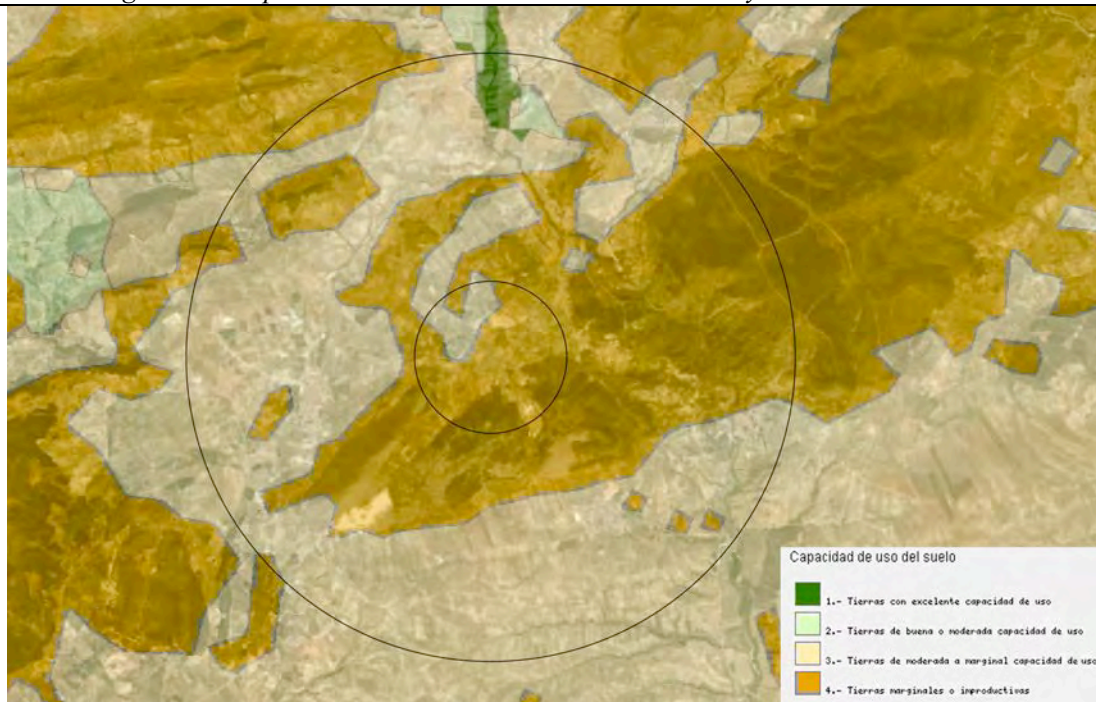 Capacidad de uso del suelo
1.- Tierras con excelente capacidad de uso
2.- Tierras de buena o moderada capacidad de uso
3.- Tierras de moderada a marginal capacidad de uso
4.- Tierras marginales o improductivas